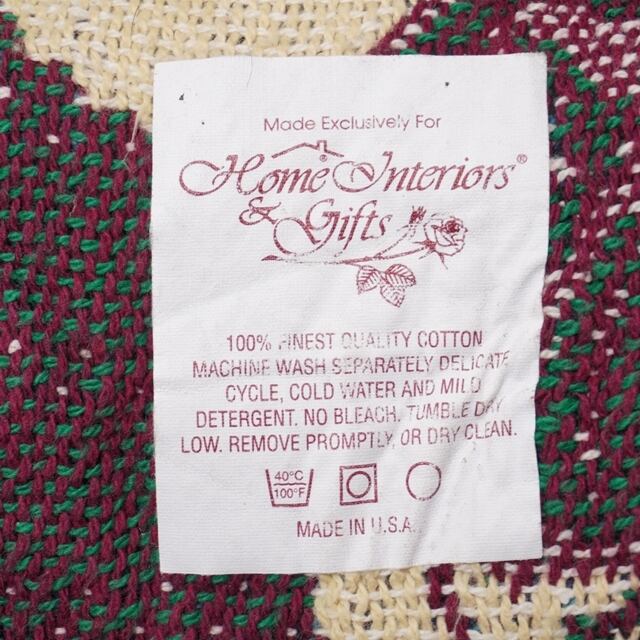 Made Exclusively For
Home Interiors®
& Gifts
100% FINEST QUALITY COTTON
MACHINE WASH SEPARATELY DELICATE
CYCLE, COLD WATER AND MILD
DETERGENT. NO BLEACH. TUMBLE DRY
LOW. REMOVE PROMPTLY, OR DRY CLEAN.
40°C
100°F
MADE IN U.S.A.